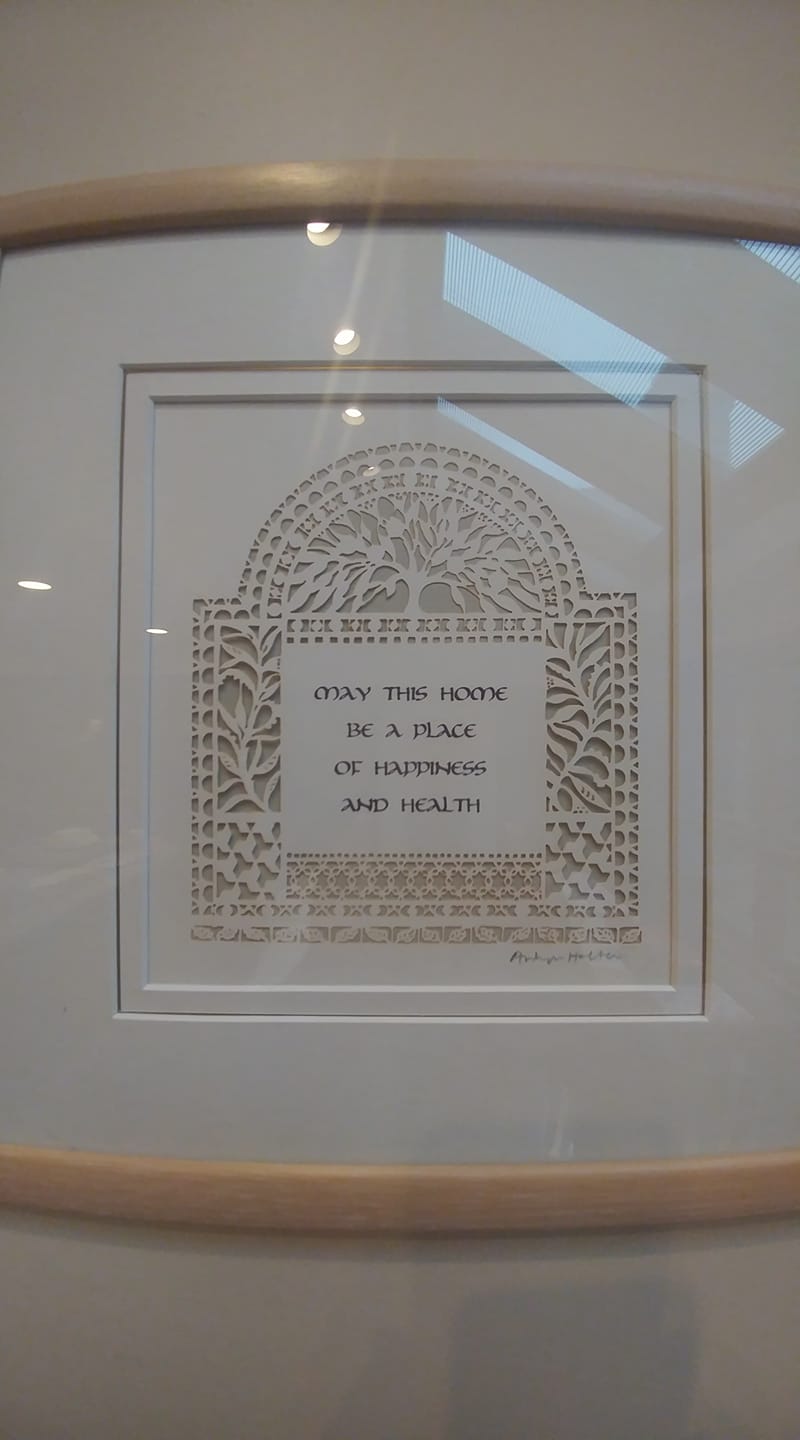 MAY THIS HOME
BE A PLACE
OF HAPPINESS
AND HEALTH